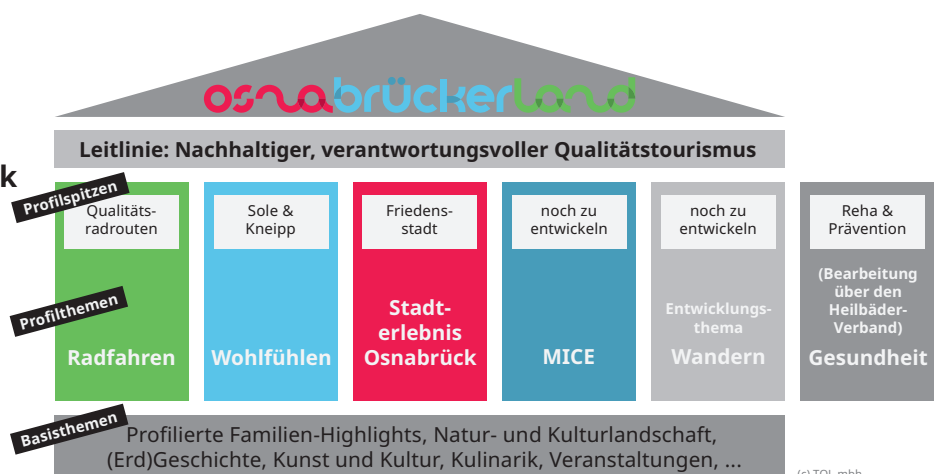 osnabrückerland
Leitlinie: Nachhaltiger, verantwortungsvoller Qualitätstourismus
k
Profilspitzen
Qualitäts-
radrouten
Sole &
Kneipp
Friedens-
stadt
noch zu
entwickeln
noch zu
entwickeln
Reha &
Prävention
Profilthemen
Radfahren
Wohlfühlen
Stadt-
erlebnis
Osnabrück
MICE
Entwicklungs-
thema
Wandern
(Bearbeitung
über den
Heilbäder-
Verband)
Gesundheit
Basisthemen
Profilierte Familien-Highlights, Natur- und Kulturlandschaft,
(Erd)Geschichte, Kunst und Kultur, Kulinarik, Veranstaltungen, ...